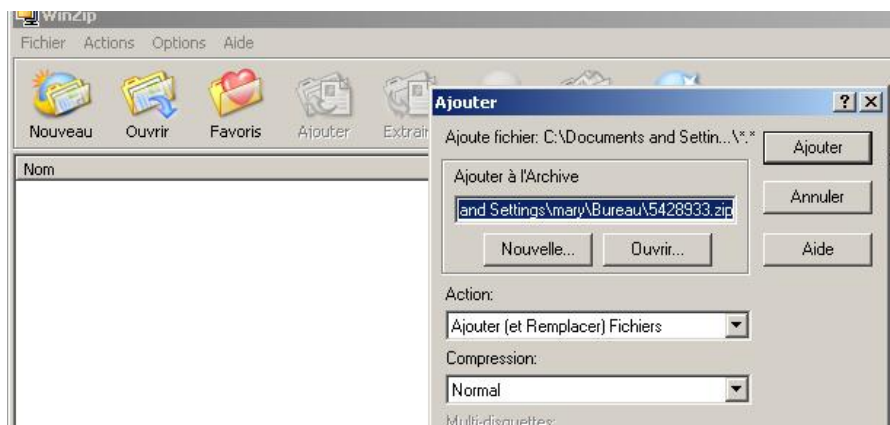 WinZip
Fichier Actions Options Aide
Nouveau Ouvrir Favoris Ajouter Extraire
Nom
Ajouter
Ajoute fichier: C:\Documents and Settin...\*.*
Ajouter
Ajouter à l'Archive
and Settings\mary\Bureau\5428933.zip
Annuler
Nouvelle... Ouvrir...
Aide
Action:
Ajouter (et Remplacer) Fichiers
Compression:
Normal
Multi-disquettes: